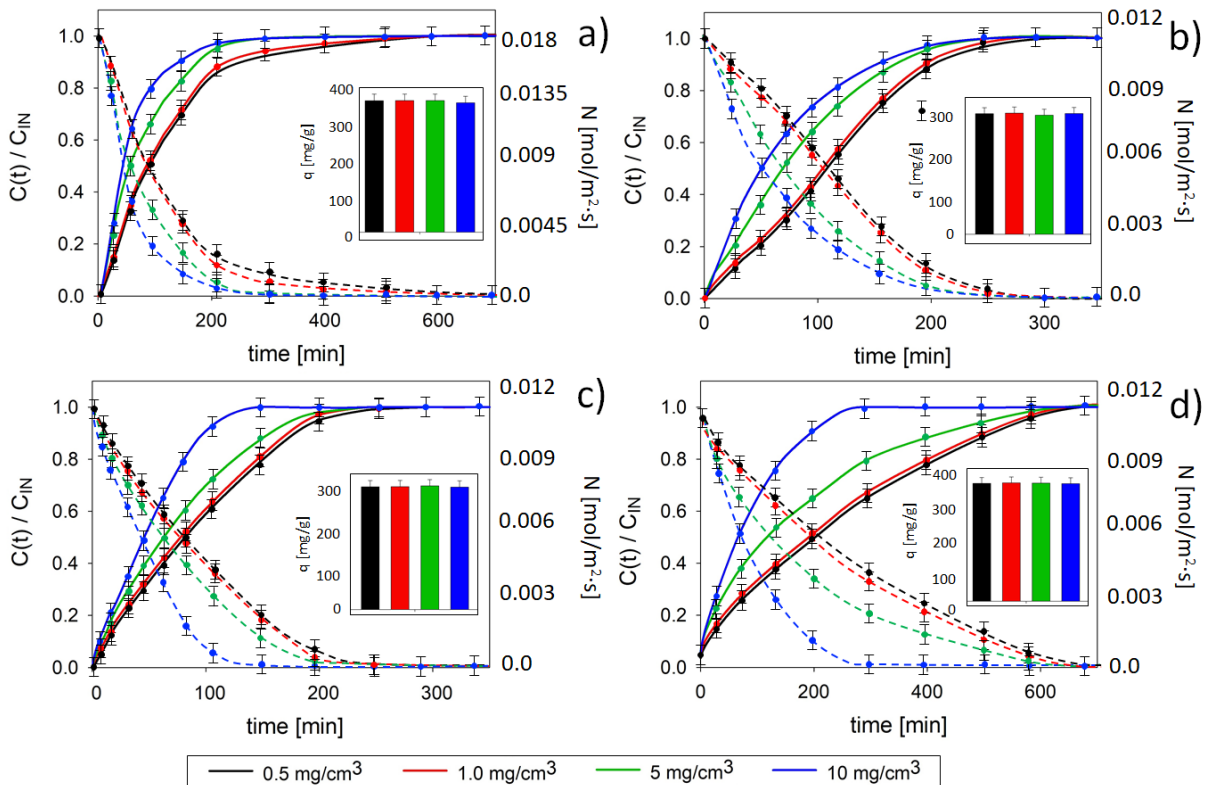 a)
C(t) / C_IN
1.0
0.8
0.6
0.4
0.2
0.0
0 200 400 600
time [min]
0.018
0.0135
0.009
0.0045
0.0
N [mol/m²·s]
q [mg/g]
400
300
200
100
0
b)
C(t) / C_IN
1.0
0.8
0.6
0.4
0.2
0.0
0 100 200 300
time [min]
0.012
0.009
0.006
0.003
0.0
N [mol/m²·s]
q [mg/g]
300
200
100
0
c)
C(t) / C_IN
1.0
0.8
0.6
0.4
0.2
0.0
0 100 200 300
time [min]
0.012
0.009
0.006
0.003
0.0
N [mol/m²·s]
q [mg/g]
300
200
100
0
d)
C(t) / C_IN
1.0
0.8
0.6
0.4
0.2
0.0
0 200 400 600
time [min]
0.012
0.009
0.006
0.003
0.0
N [mol/m²·s]
q [mg/g]
400
300
200
100
0
0.5 mg/cm³ 1.0 mg/cm³ 5 mg/cm³ 10 mg/cm³